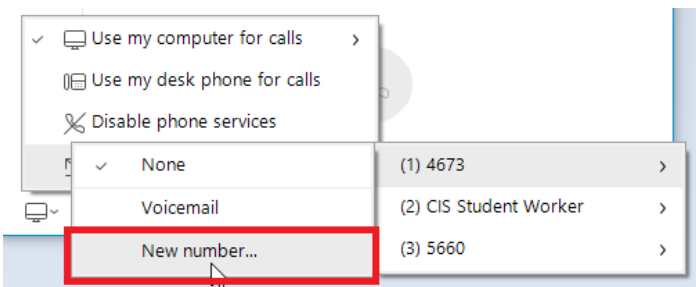 Use my computer for calls
Use my desk phone for calls
Disable phone services
None
Voicemail
New number...
(1) 4673
(2) CIS Student Worker
(3) 5660